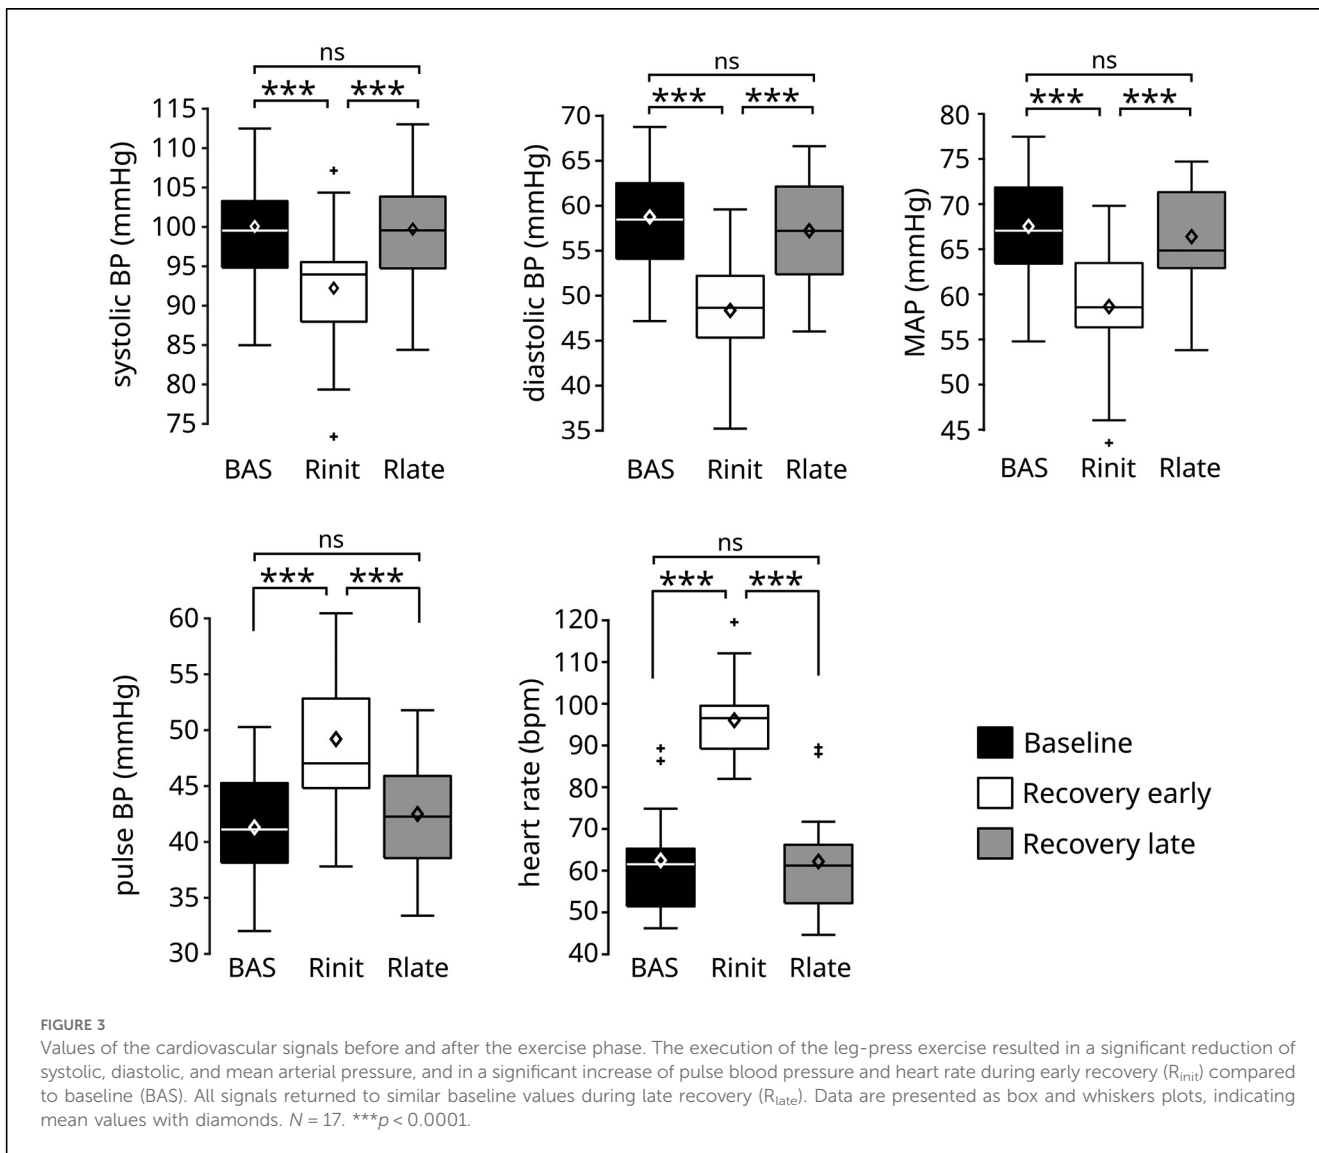 ns
*** ***
115
110
105
100
95
90
85
80
75
systolic BP (mmHg)
BAS Rinit Rlate
ns
*** ***
70
65
60
55
50
45
40
35
diastolic BP (mmHg)
BAS Rinit Rlate
ns
*** ***
80
75
70
65
60
55
50
45
MAP (mmHg)
BAS Rinit Rlate
ns
*** ***
60
55
50
45
40
35
30
pulse BP (mmHg)
BAS Rinit Rlate
ns
*** ***
120
110
100
90
80
70
60
50
40
heart rate (bpm)
BAS Rinit Rlate
Baseline
Recovery early
Recovery late
FIGURE 3
Values of the cardiovascular signals before and after the exercise phase. The execution of the leg-press exercise resulted in a significant reduction of
systolic, diastolic, and mean arterial pressure, and in a significant increase of pulse blood pressure and heart rate during early recovery (Rinit) compared
to baseline (BAS). All signals returned to similar baseline values during late recovery (Rlate). Data are presented as box and whiskers plots, indicating
mean values with diamonds. N = 17. ***p < 0.0001.